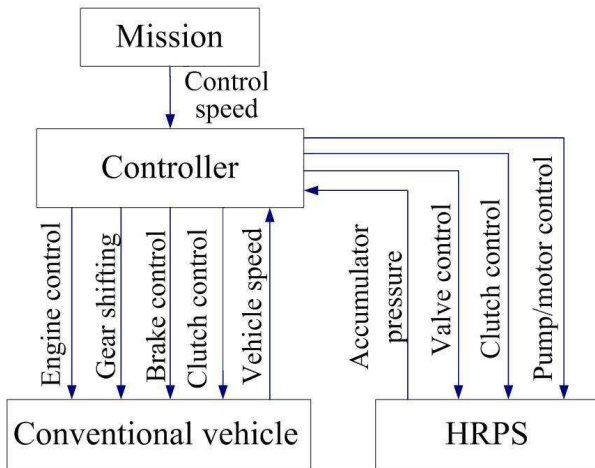 Mission
Control
speed
Controller
Engine control
Gear shifting
Brake control
Clutch control
Vehicle speed
Accumulator
pressure
Valve control
Clutch control
Pump/motor control
Conventional vehicle
HRPS